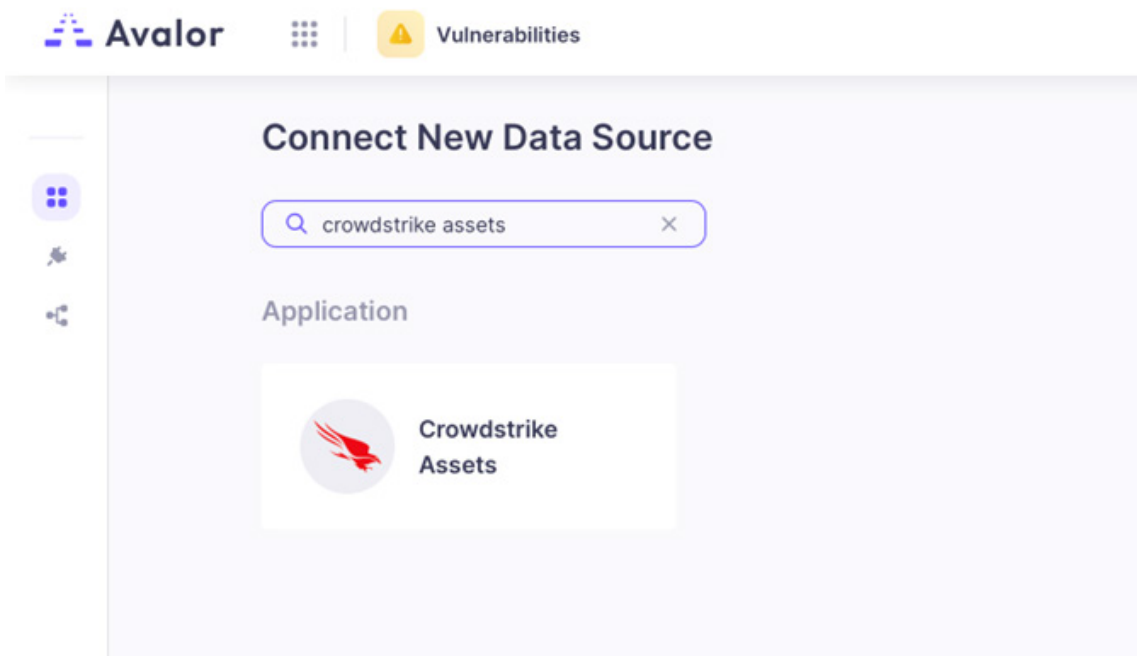 Avalor
Vulnerabilities
Connect New Data Source
crowdstrike assets
Application
Crowdstrike
Assets